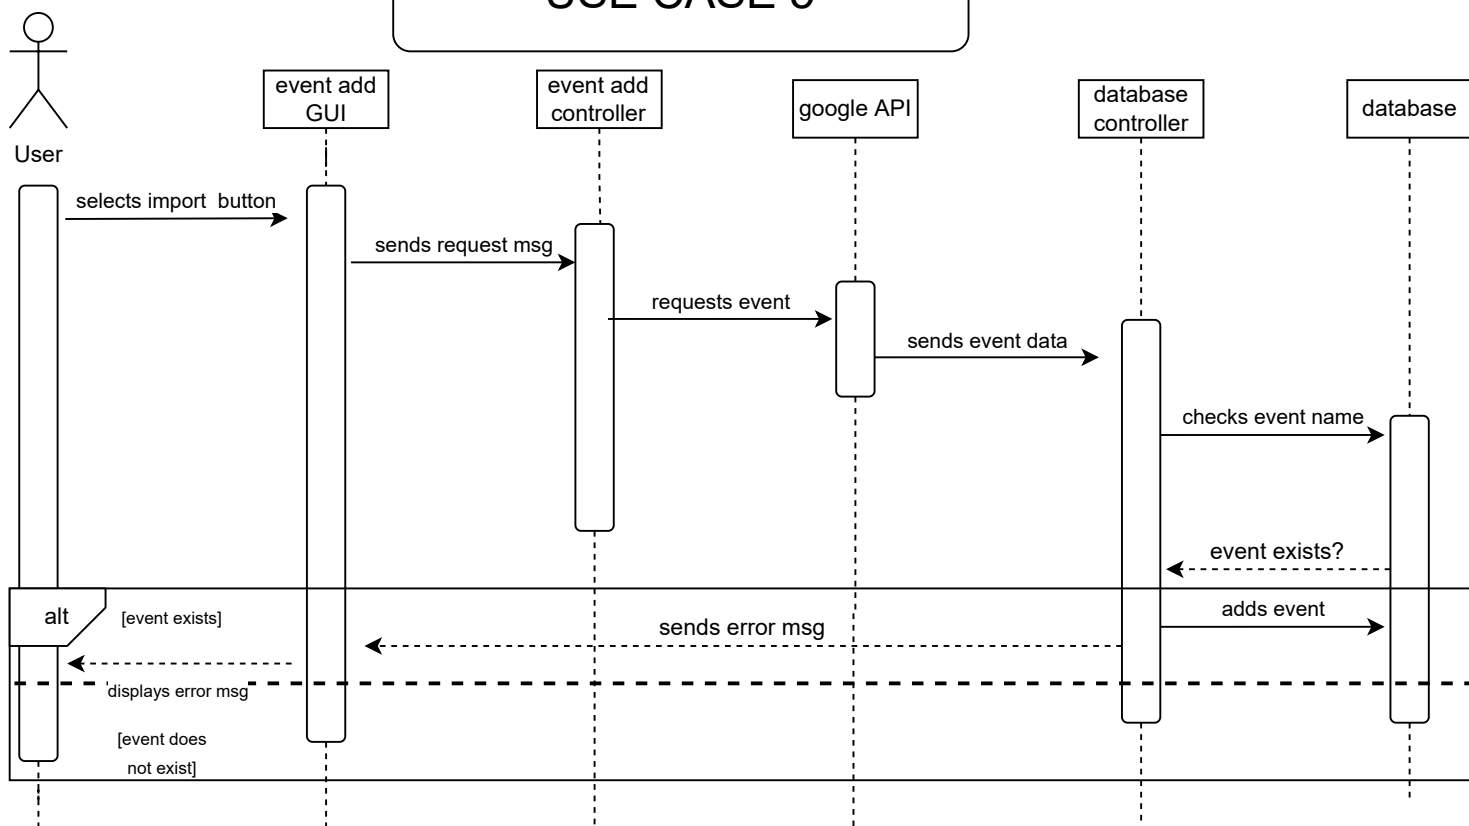 USE CASE
event add
GUI
event add
controller
google API
database
controller
database
User
selects import  button
sends request msg
requests event
sends event data
checks event name
event exists?
alt
[event exists]
adds event
sends error msg
displays error msg
[event does
not exist]